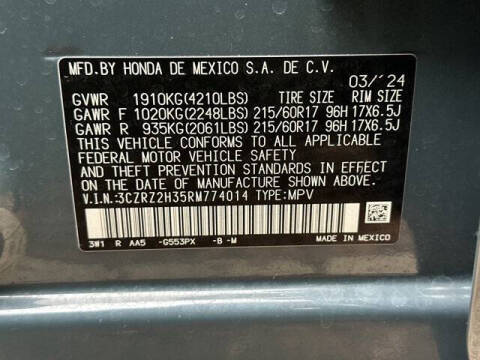 MFD.BY HONDA DE MEXICO S.A. DE C.V.
03/´24
GVWR 1910KG(4210LBS) TIRE SIZE RIM SIZE
GAWR F 1020KG(2248LBS) 215/60R17 96H 17X6.5J
GAWR R 935KG(2061LBS) 215/60R17 96H 17X6.5J
THIS VEHICLE CONFORMS TO ALL APPLICABLE
FEDERAL MOTOR VEHICLE SAFETY
AND THEFT PREVENTION STANDARDS IN EFFECT
ON THE DATE OF MANUFACTURE SHOWN ABOVE.
V.I.N.:3CZRZ2H35RM774014 TYPE:MPV
3W1 R AA5 -G553PX -B -M
MADE IN MEXICO